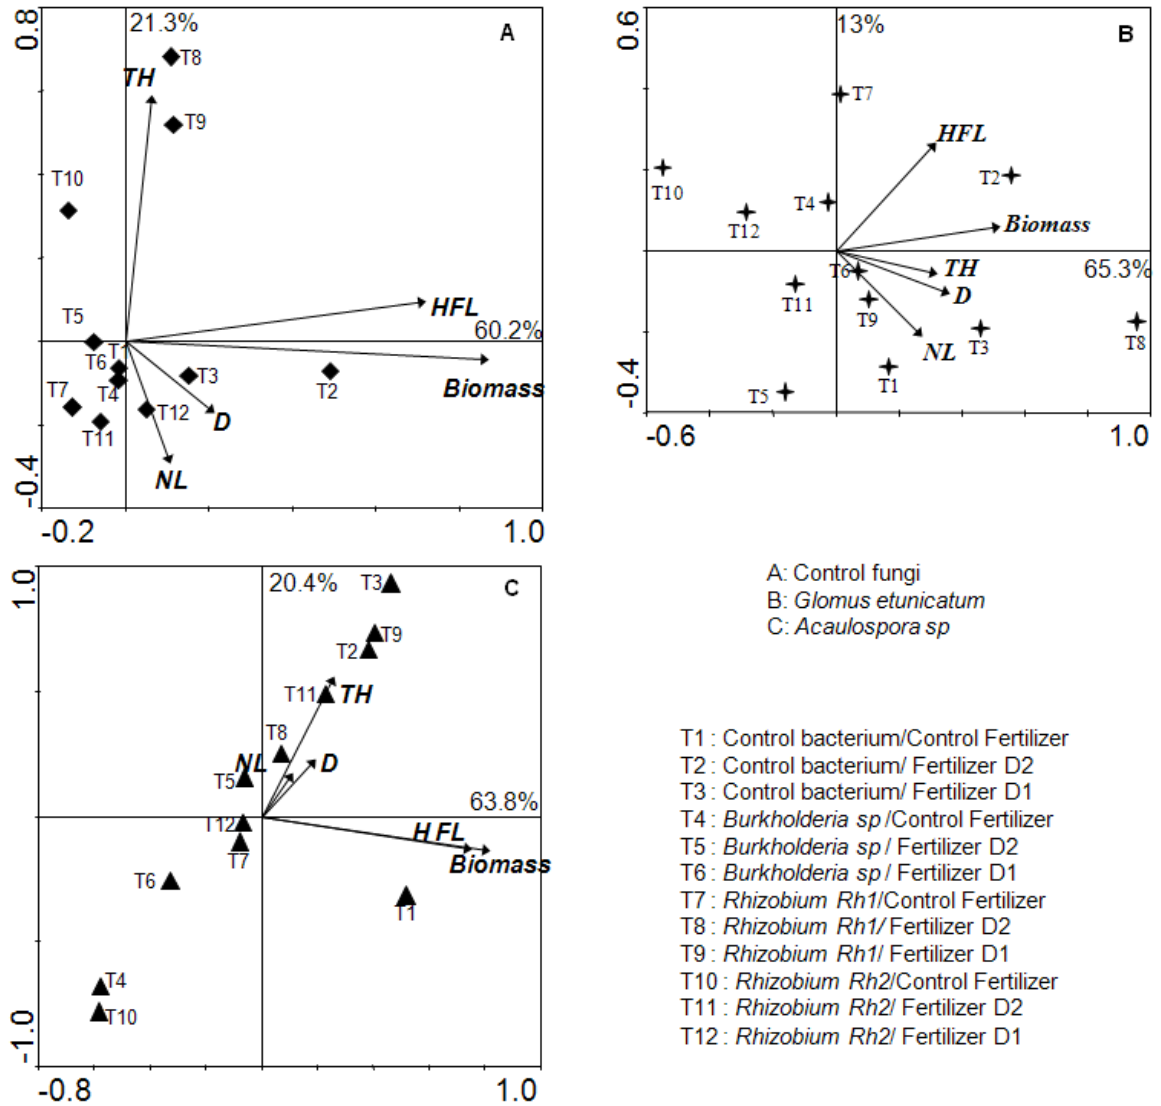 0.8
21.3%
A
T8
TH
T9
T10
T5
HFL
60.2%
T6
T
T3
T2
Biomass
T7
T4
T12
D
T11
NL
-0.4
-0.2
1.0
0.6
13%
B
T7
HFL
T2
T10
T4
T12
Biomass
T6
TH
65.3%
D
T11
T9
T3
T8
NL
T1
T5
-0.4
-0.6
1.0
1.0
20.4%
T3
C
T9
T2
T11
TH
T8
NL
D
T5
63.8%
T12
HFL
T7
Biomass
T6
T1
T4
T10
-1.0
-0.8
1.0
A: Control fungi
B: Glomus etunicatum
C: Acaulospora sp
T1 : Control bacterium/Control Fertilizer
T2 : Control bacterium/ Fertilizer D2
T3 : Control bacterium/ Fertilizer D1
T4 : Burkholderia sp /Control Fertilizer
T5 : Burkholderia sp / Fertilizer D2
T6 : Burkholderia sp / Fertilizer D1
T7 : Rhizobium Rh1/Control Fertilizer
T8 : Rhizobium Rh1/ Fertilizer D2
T9 : Rhizobium Rh1/ Fertilizer D1
T10 : Rhizobium Rh2/Control Fertilizer
T11 : Rhizobium Rh2/ Fertilizer D2
T12 : Rhizobium Rh2/ Fertilizer D1